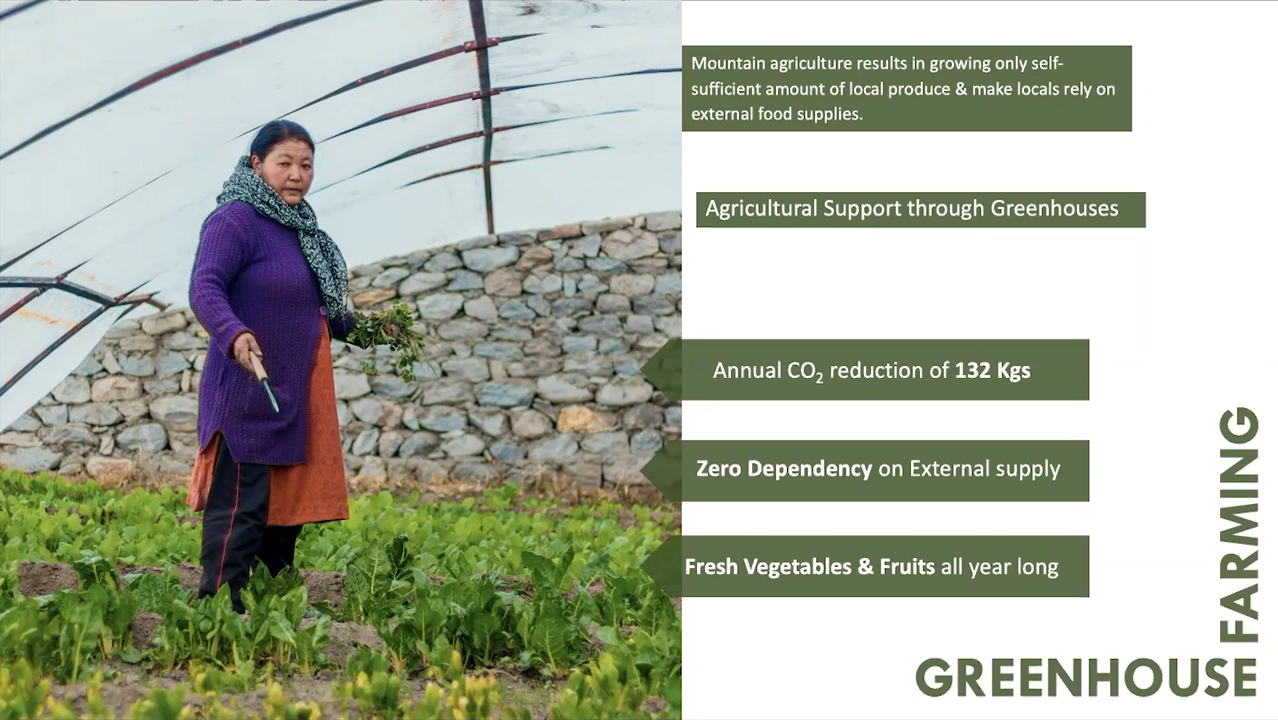 Mountain agriculture results in growing only self-
sufficient amount of local produce & make locals rely on
external food supplies.
Agricultural Support through Greenhouses
Annual CO₂ reduction of 132 Kgs
Zero Dependency on External supply
Fresh Vegetables & Fruits all year long
GREENHOUSE
FARMING